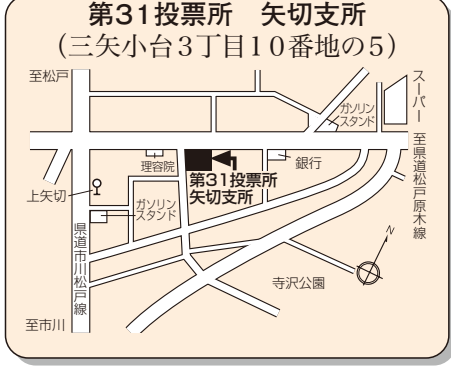 第31投票所　矢切支所
（三矢小台3丁目10番地の5）
至松戸
スーパー
ガソリン
スタンド
至県道松戸原木線
理容院
第31投票所
矢切支所
銀行
上矢切
ガソリン
スタンド
県道市川松戸線
N
寺沢公園
至市川